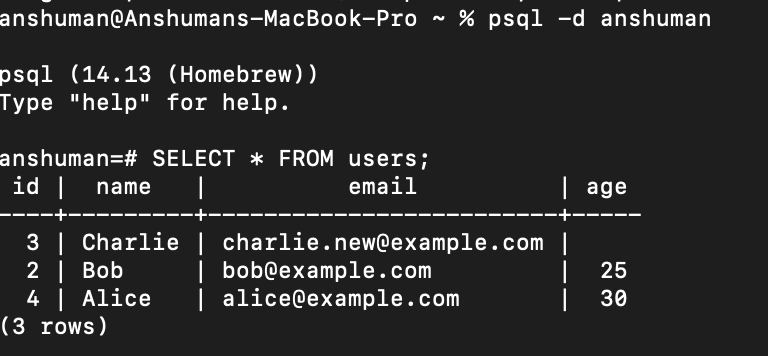 anshuman@Anshumans-MacBook-Pro ~ % psql -d anshuman
psql (14.13 (Homebrew))
Type "help" for help.
anshuman=# SELECT * FROM users;
 id |  name   |          email          | age
----+---------+-------------------------+-----
  3 | Charlie | charlie.new@example.com |
  2 | Bob     | bob@example.com         |  25
  4 | Alice   | alice@example.com       |  30
(3 rows)